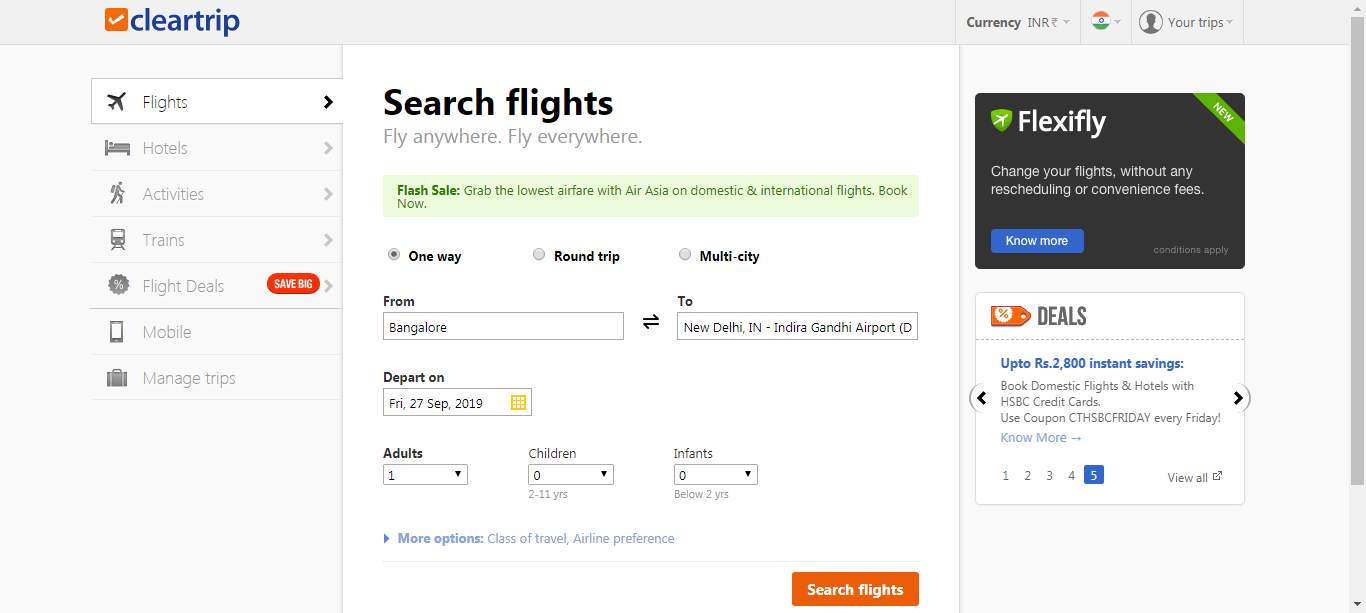 cleartrip
Currency INR ₹
Your trips
Flights
Hotels
Activities
Trains
Flight Deals
SAVE BIG
Mobile
Manage trips
Search flights
Fly anywhere. Fly everywhere.
Flash Sale: Grab the lowest airfare with Air Asia on domestic & international flights. Book
Now.
One way
Round trip
Multi-city
From
To
Bangalore
New Delhi, IN - Indira Gandhi Airport (D
Depart on
Fri, 27 Sep, 2019
Adults
Children
Infants
1
0
0
2-11 yrs
Below 2 yrs
More options: Class of travel, Airline preference
Search flights
Flexifly
NEW
Change your flights, without any
rescheduling or convenience fees.
Know more
conditions apply
% DEALS
Upto Rs.2,800 instant savings:
Book Domestic Flights & Hotels with
HSBC Credit Cards.
Use Coupon CTHSBCFRIDAY every Friday!
Know More →
1 2 3 4 5
View all